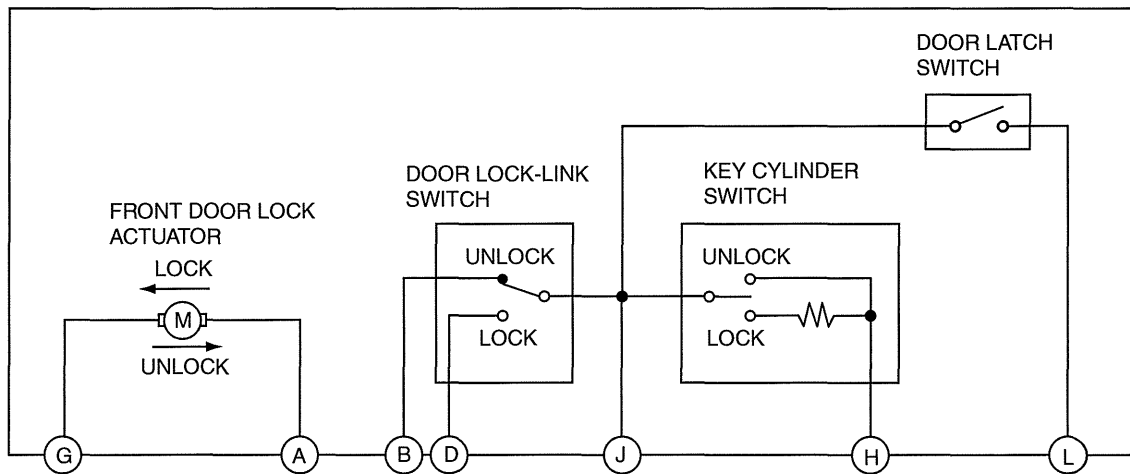 DOOR LATCH
SWITCH
DOOR LOCK-LINK
SWITCH
KEY CYLINDER
SWITCH
FRONT DOOR LOCK
ACTUATOR
LOCK
M
UNLOCK
UNLOCK
LOCK
UNLOCK
LOCK
G
A
B
D
J
H
L